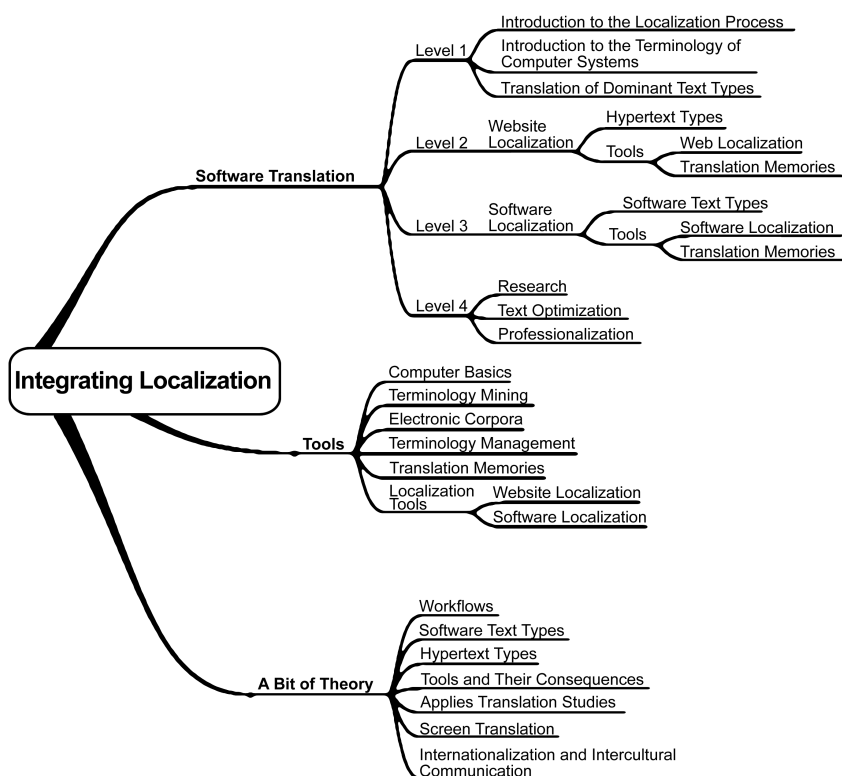 Integrating Localization
Software Translation
Level 1
Introduction to the Localization Process
Introduction to the Terminology of
Computer Systems
Translation of Dominant Text Types
Level 2
Website
Localization
Hypertext Types
Tools
Web Localization
Translation Memories
Level 3
Software
Localization
Software Text Types
Tools
Software Localization
Translation Memories
Level 4
Research
Text Optimization
Professionalization
Tools
Computer Basics
Terminology Mining
Electronic Corpora
Terminology Management
Translation Memories
Localization
Tools
Website Localization
Software Localization
A Bit of Theory
Workflows
Software Text Types
Hypertext Types
Tools and Their Consequences
Applies Translation Studies
Screen Translation
Internationalization and Intercultural
Communication